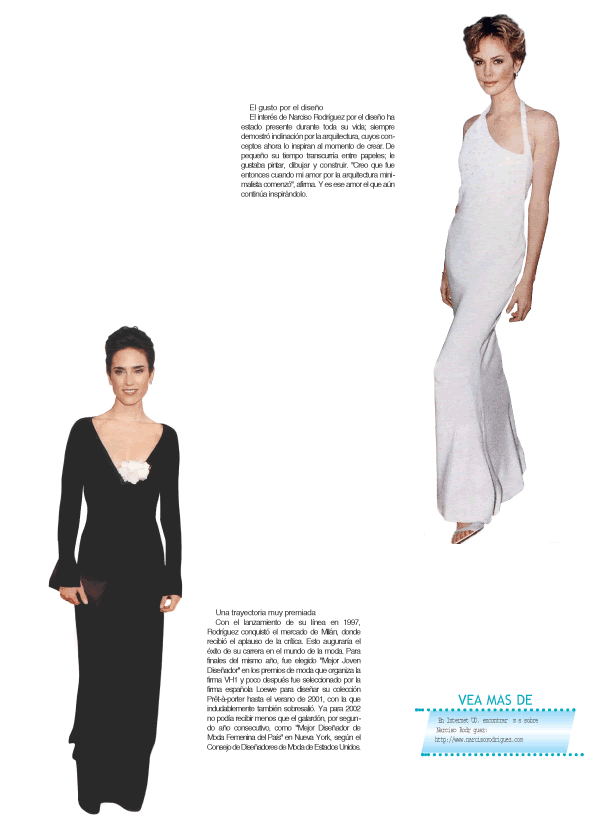 El gusto por el diseño
El interés de Narciso Rodríguez por el diseño ha
estado presente durante toda su vida; siempre
demostró inclinación por la arquitectura, cuyos con-
ceptos ahora lo inspiran al momento de crear. De
pequeño su tiempo transcurría entre papeles; le
gustaba pintar, dibujar y construir. "Creo que fue
entonces cuando mi amor por la arquitectura mini-
malista comenzó", afirma. Y es ese amor el que aún
continúa inspirándolo.
Una trayectoria muy premiada
Con el lanzamiento de su línea en 1997,
Rodríguez conquistó el mercado de Milán, donde
recibió el aplauso de la crítica. Esto auguraría el
éxito de su carrera en el mundo de la moda. Para
finales del mismo año, fue elegido "Mejor Joven
Diseñador" en los premios de moda que organiza la
firma VH1 y poco después fue seleccionado por la
firma española Loewe para diseñar su colección
Prêt-à-porter hasta el verano de 2001, con la que
indudablemente también sobresalió. Ya para 2002
no podía recibir menos que el galardón, por segun-
do año consecutivo, como "Mejor Diseñador de
Moda Femenina del País" en Nueva York, según el
Consejo de Diseñadores de Moda de Estados Unidos.
VEA MAS DE
En Internet UD. encontrar s s sobre
Narciso Rodr guez:
http://www.narcisorodriguez.com